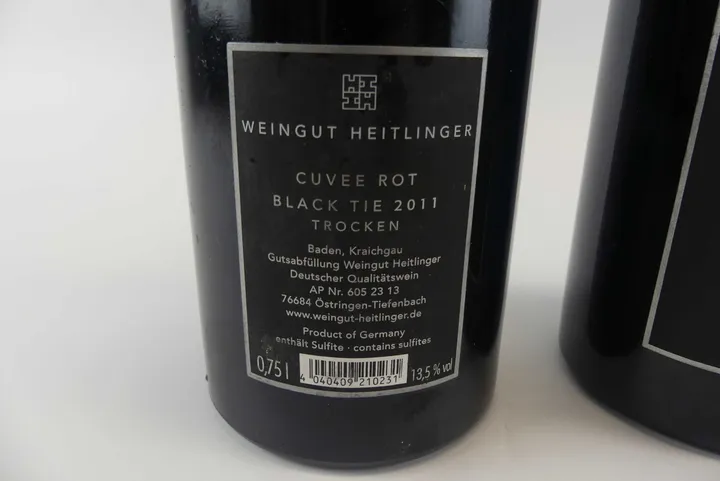 WEINGUT HEITLINGER
CUVEE ROT
BLACK TIE 2011
TROCKEN
Baden, Kraichgau
Gutsabfüllung Weingut Heitlinger
Deutscher Qualitätswein
AP Nr. 605 23 13
76684 Östringen-Tiefenbach
www.weingut-heitlinger.de
Product of Germany
enthält Sulfite · contains sulfites
0,75 l 4 040409 210231 13,5 % vol